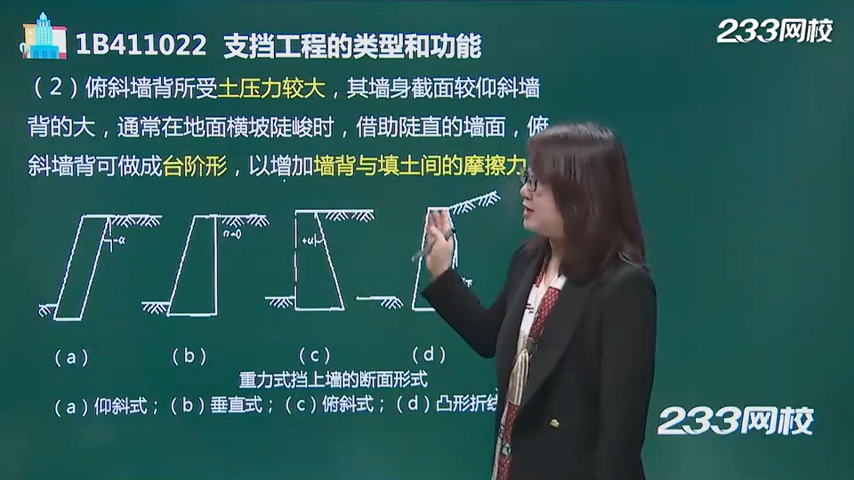 233网校
1B411022 支挡工程的类型和功能
（2）俯斜墙背所受土压力较大，其墙身截面较仰斜墙
背的大，通常在地面横坡陡峻时，借助陡直的墙面，俯
斜墙背可做成台阶形，以增加墙背与填土间的摩擦力
-α
α=0
+α
（a） （b） （c） （d）
重力式挡土墙的断面形式
（a）仰斜式；（b）垂直式；（c）俯斜式；（d）凸形折线
233网校